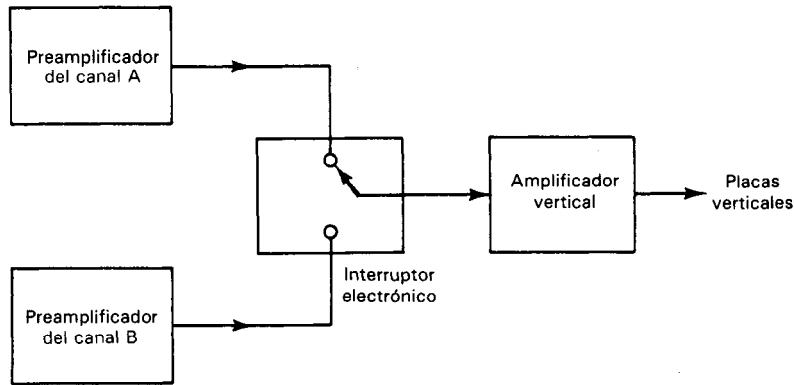 Preamplificador
del canal A
Amplificador
vertical
Placas
verticales
Interruptor
electrónico
Preamplificador
del canal B